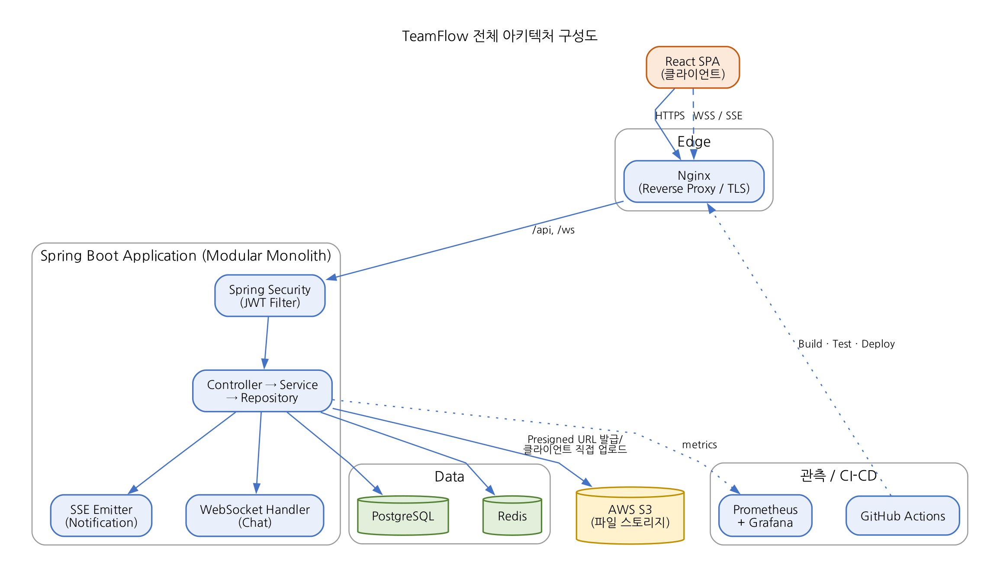 TeamFlow 전체 아키텍처 구성도
React SPA
(클라이언트)
HTTPS
WSS / SSE
Edge
Nginx
(Reverse Proxy / TLS)
/api, /ws
Spring Boot Application (Modular Monolith)
Spring Security
(JWT Filter)
Build · Test · Deploy
Controller → Service
→ Repository
Presigned URL 발급/
클라이언트 직접 업로드
metrics
Data
관측 / CI-CD
SSE Emitter
(Notification)
WebSocket Handler
(Chat)
PostgreSQL
Redis
AWS S3
(파일 스토리지)
Prometheus
+ Grafana
GitHub Actions